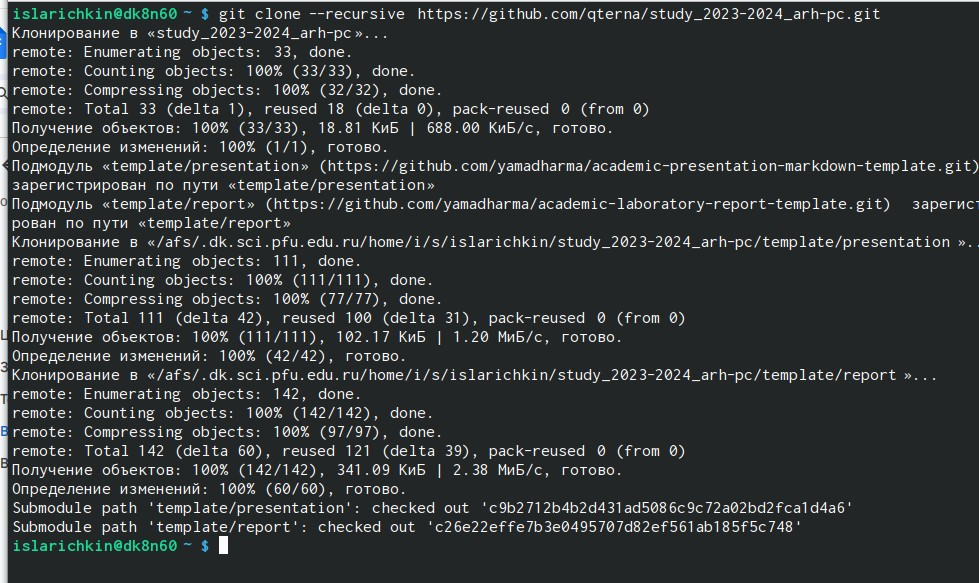 islarichkin@dk8n60 ~ $ git clone --recursive https://github.com/qterna/study_2023-2024_arh-pc.git
Клонирование в «study_2023-2024_arh-pc»...
remote: Enumerating objects: 33, done.
remote: Counting objects: 100% (33/33), done.
remote: Compressing objects: 100% (32/32), done.
remote: Total 33 (delta 1), reused 18 (delta 0), pack-reused 0 (from 0)
Получение объектов: 100% (33/33), 18.81 КиБ | 688.00 КиБ/с, готово.
Определение изменений: 100% (1/1), готово.
Подмодуль «template/presentation» (https://github.com/yamadharma/academic-presentation-markdown-template.git)
зарегистрирован по пути «template/presentation»
Подмодуль «template/report» (https://github.com/yamadharma/academic-laboratory-report-template.git) зарегист
рован по пути «template/report»
Клонирование в «/afs/.dk.sci.pfu.edu.ru/home/i/s/islarichkin/study_2023-2024_arh-pc/template/presentation »..
remote: Enumerating objects: 111, done.
remote: Counting objects: 100% (111/111), done.
remote: Compressing objects: 100% (77/77), done.
remote: Total 111 (delta 42), reused 100 (delta 31), pack-reused 0 (from 0)
Получение объектов: 100% (111/111), 102.17 КиБ | 1.20 МиБ/с, готово.
Определение изменений: 100% (42/42), готово.
Клонирование в «/afs/.dk.sci.pfu.edu.ru/home/i/s/islarichkin/study_2023-2024_arh-pc/template/report »...
remote: Enumerating objects: 142, done.
remote: Counting objects: 100% (142/142), done.
remote: Compressing objects: 100% (97/97), done.
remote: Total 142 (delta 60), reused 121 (delta 39), pack-reused 0 (from 0)
Получение объектов: 100% (142/142), 341.09 КиБ | 2.38 МиБ/с, готово.
Определение изменений: 100% (60/60), готово.
Submodule path 'template/presentation': checked out 'c9b2712b4b2d431ad5086c9c72a02bd2fca1d4a6'
Submodule path 'template/report': checked out 'c26e22effe7b3e0495707d82ef561ab185f5c748'
islarichkin@dk8n60 ~ $